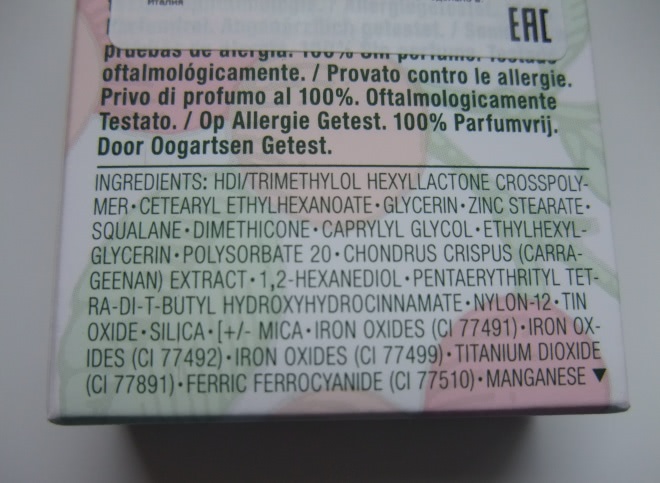 ИТАЛИЯ
EAC
pruebas de alergia. 100% sin perfume. Testado
oftalmológicamente. / Provato contro le allergie.
Privo di profumo al 100%. Oftalmologicamente
Testato. / Op Allergie Getest. 100% Parfumvrij.
Door Oogartsen Getest.
INGREDIENTS: HDI/TRIMETHYLOL HEXYLLACTONE CROSSPOLY-
MER • CETEARYL ETHYLHEXANOATE • GLYCERIN • ZINC STEARATE •
SQUALANE • DIMETHICONE • CAPRYLYL GLYCOL • ETHYLHEXYL-
GLYCERIN • POLYSORBATE 20 • CHONDRUS CRISPUS (CARRA-
GEENAN) EXTRACT • 1,2-HEXANEDIOL • PENTAERYTHRITYL TET-
RA-DI-T-BUTYL HYDROXYHYDROCINNAMATE • NYLON-12 • TIN
OXIDE • SILICA • [+/- MICA • IRON OXIDES (CI 77491) • IRON OX-
IDES (CI 77492) • IRON OXIDES (CI 77499) • TITANIUM DIOXIDE
(CI 77891) • FERRIC FERROCYANIDE (CI 77510) • MANGANESE ▼